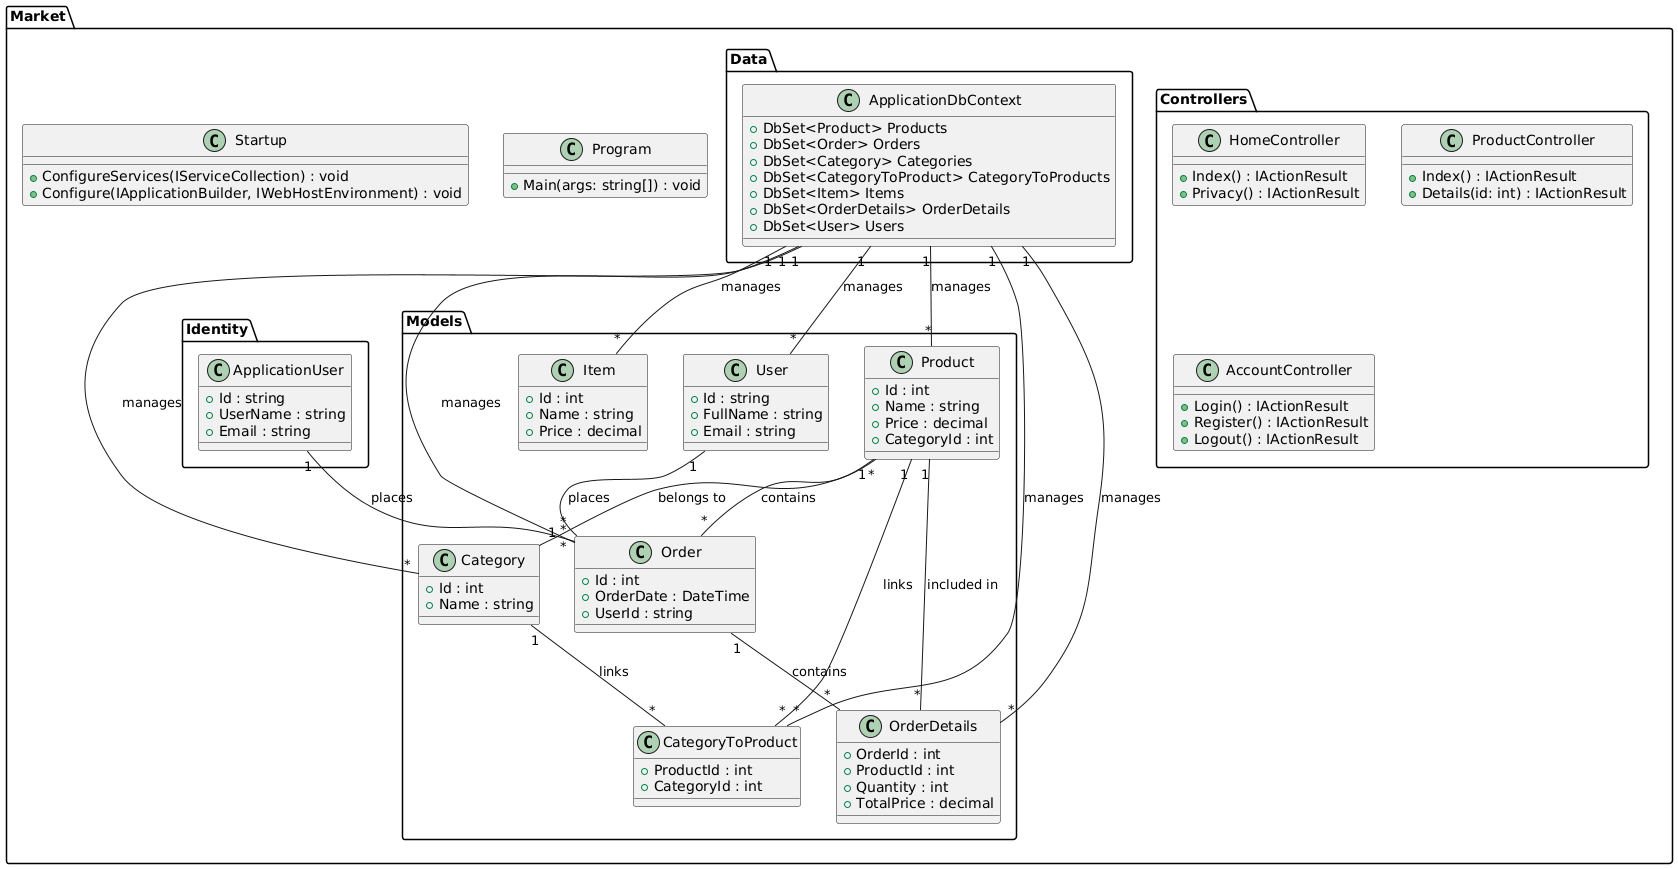 Market
Data
C ApplicationDbContext
DbSet<Product> Products
DbSet<Order> Orders
DbSet<Category> Categories
DbSet<CategoryToProduct> CategoryToProducts
DbSet<Item> Items
DbSet<OrderDetails> OrderDetails
DbSet<User> Users
C Startup
ConfigureServices(IServiceCollection) : void
Configure(IApplicationBuilder, IWebHostEnvironment) : void
C Program
Main(args: string[]) : void
Controllers
C HomeController
Index() : IActionResult
Privacy() : IActionResult
C ProductController
Index() : IActionResult
Details(id: int) : IActionResult
C AccountController
Login() : IActionResult
Register() : IActionResult
Logout() : IActionResult
1 1 1 1 1 1 1
manages manages manages
* * *
Identity
C ApplicationUser
Id : string
UserName : string
Email : string
Models
C Item
Id : int
Name : string
Price : decimal
C User
Id : string
FullName : string
Email : string
C Product
Id : int
Name : string
Price : decimal
CategoryId : int
manages manages
1 1 1 * 1 1
places places belongs to contains manages manages
* * *
1 *
*
*
C Category
Id : int
Name : string
C Order
Id : int
OrderDate : DateTime
UserId : string
links included in
1 1
links contains
* * * * * *
C CategoryToProduct
ProductId : int
CategoryId : int
C OrderDetails
OrderId : int
ProductId : int
Quantity : int
TotalPrice : decimal